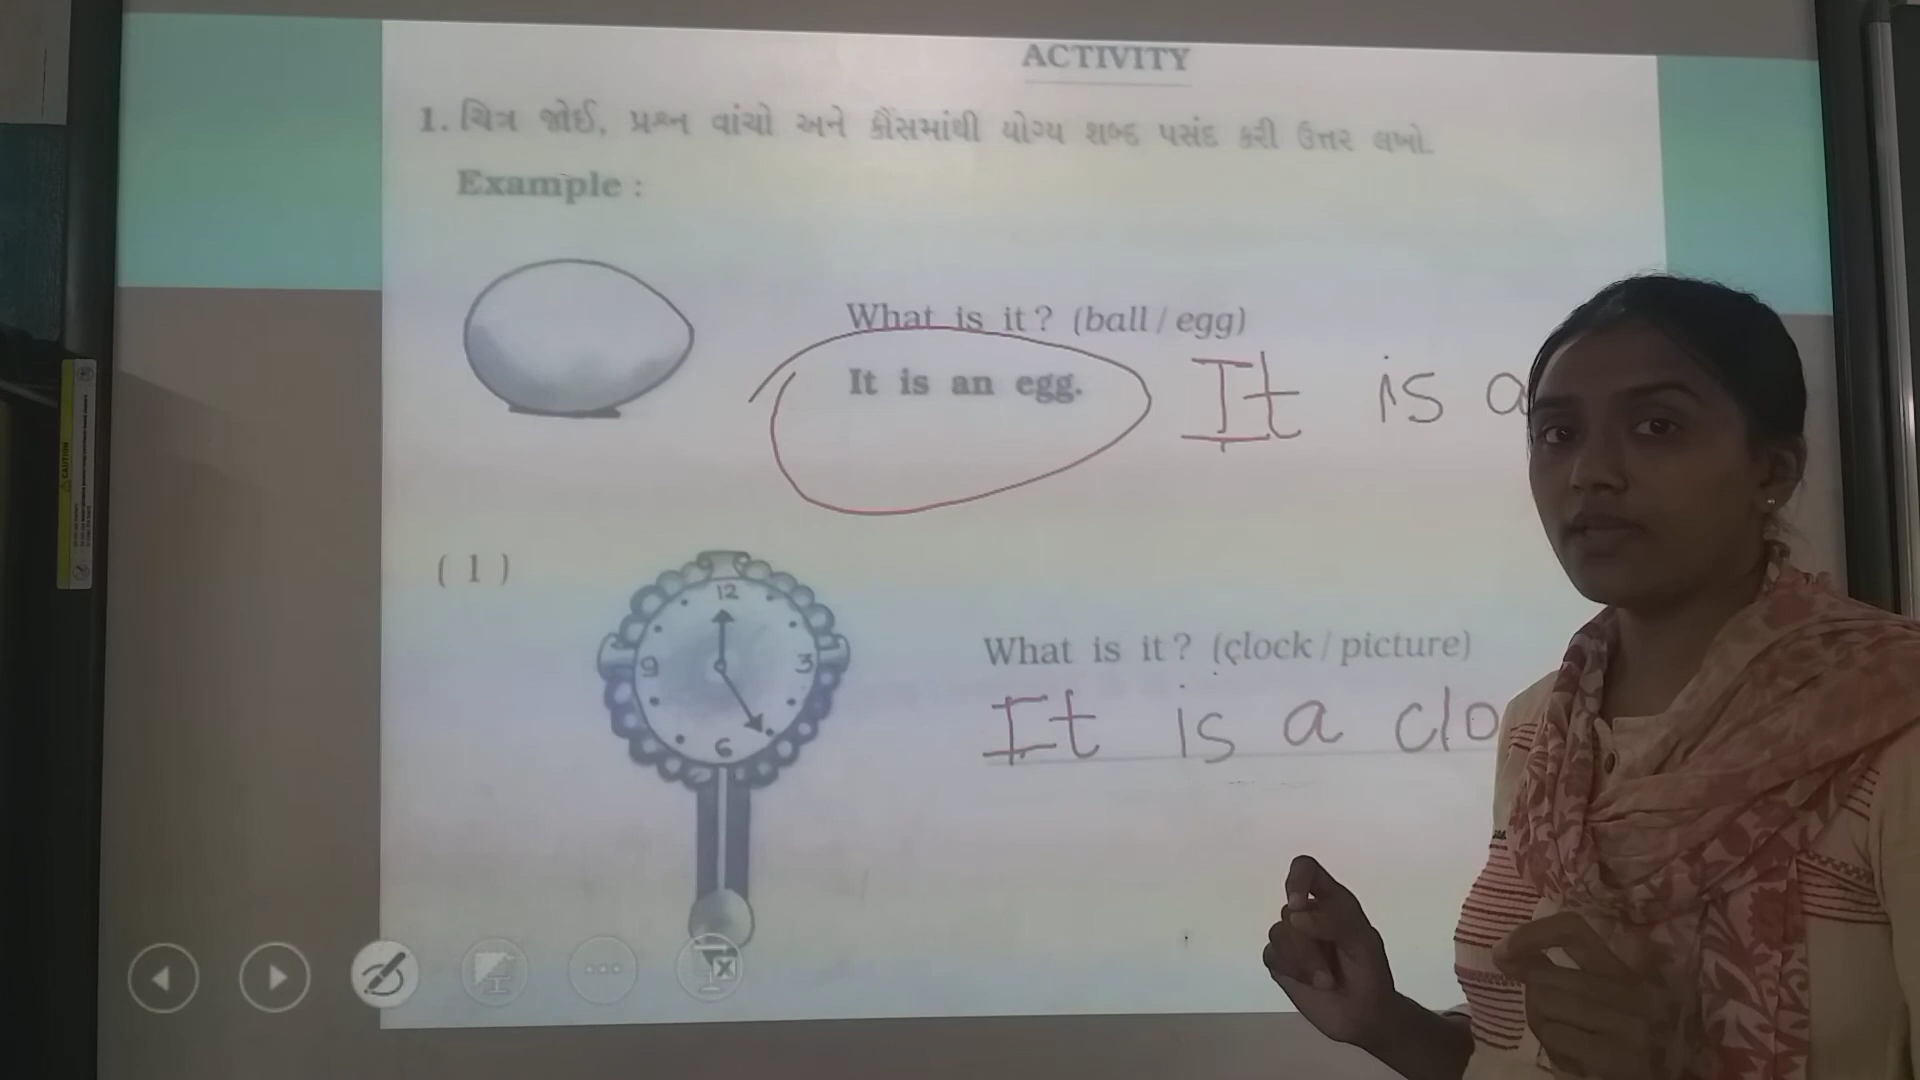 ACTIVITY
1. ચિત્ર જોઈ, પ્રશ્ન વાંચો અને કૌંસમાંથી યોગ્ય શબ્દ પસંદ કરી ઉત્તર લખો.
Example :
What is it? (ball / egg)
It is an egg. It is a
(1)
12
9 3
6
What is it? (clock / picture)
It is a clo
CAUTION